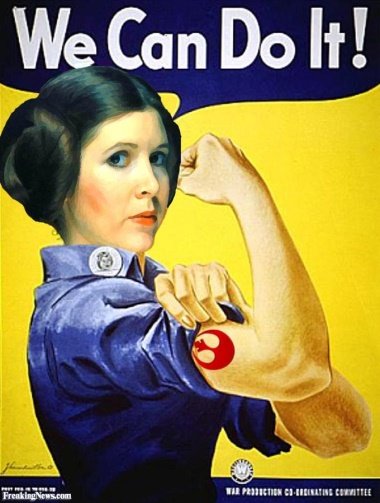 We Can Do It!
WAR PRODUCTION CO-ORDINATING COMMITTEE
FreakingNews.com